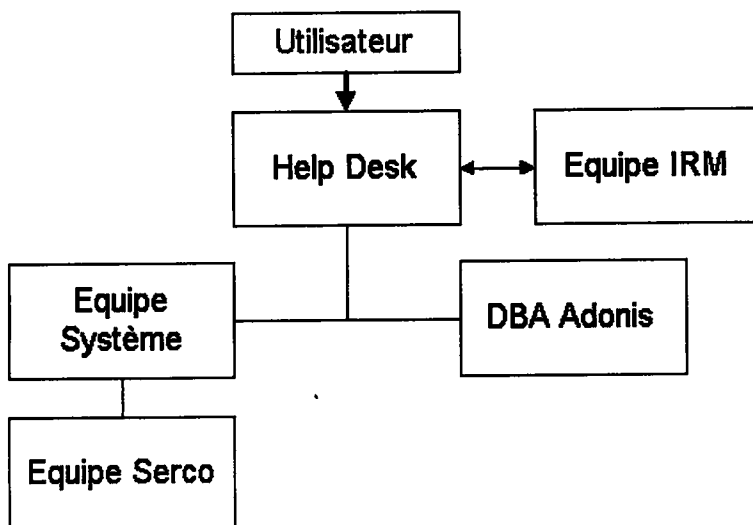 Utilisateur
Help Desk
Equipe IRM
Equipe
Système
DBA Adonis
Equipe Serco